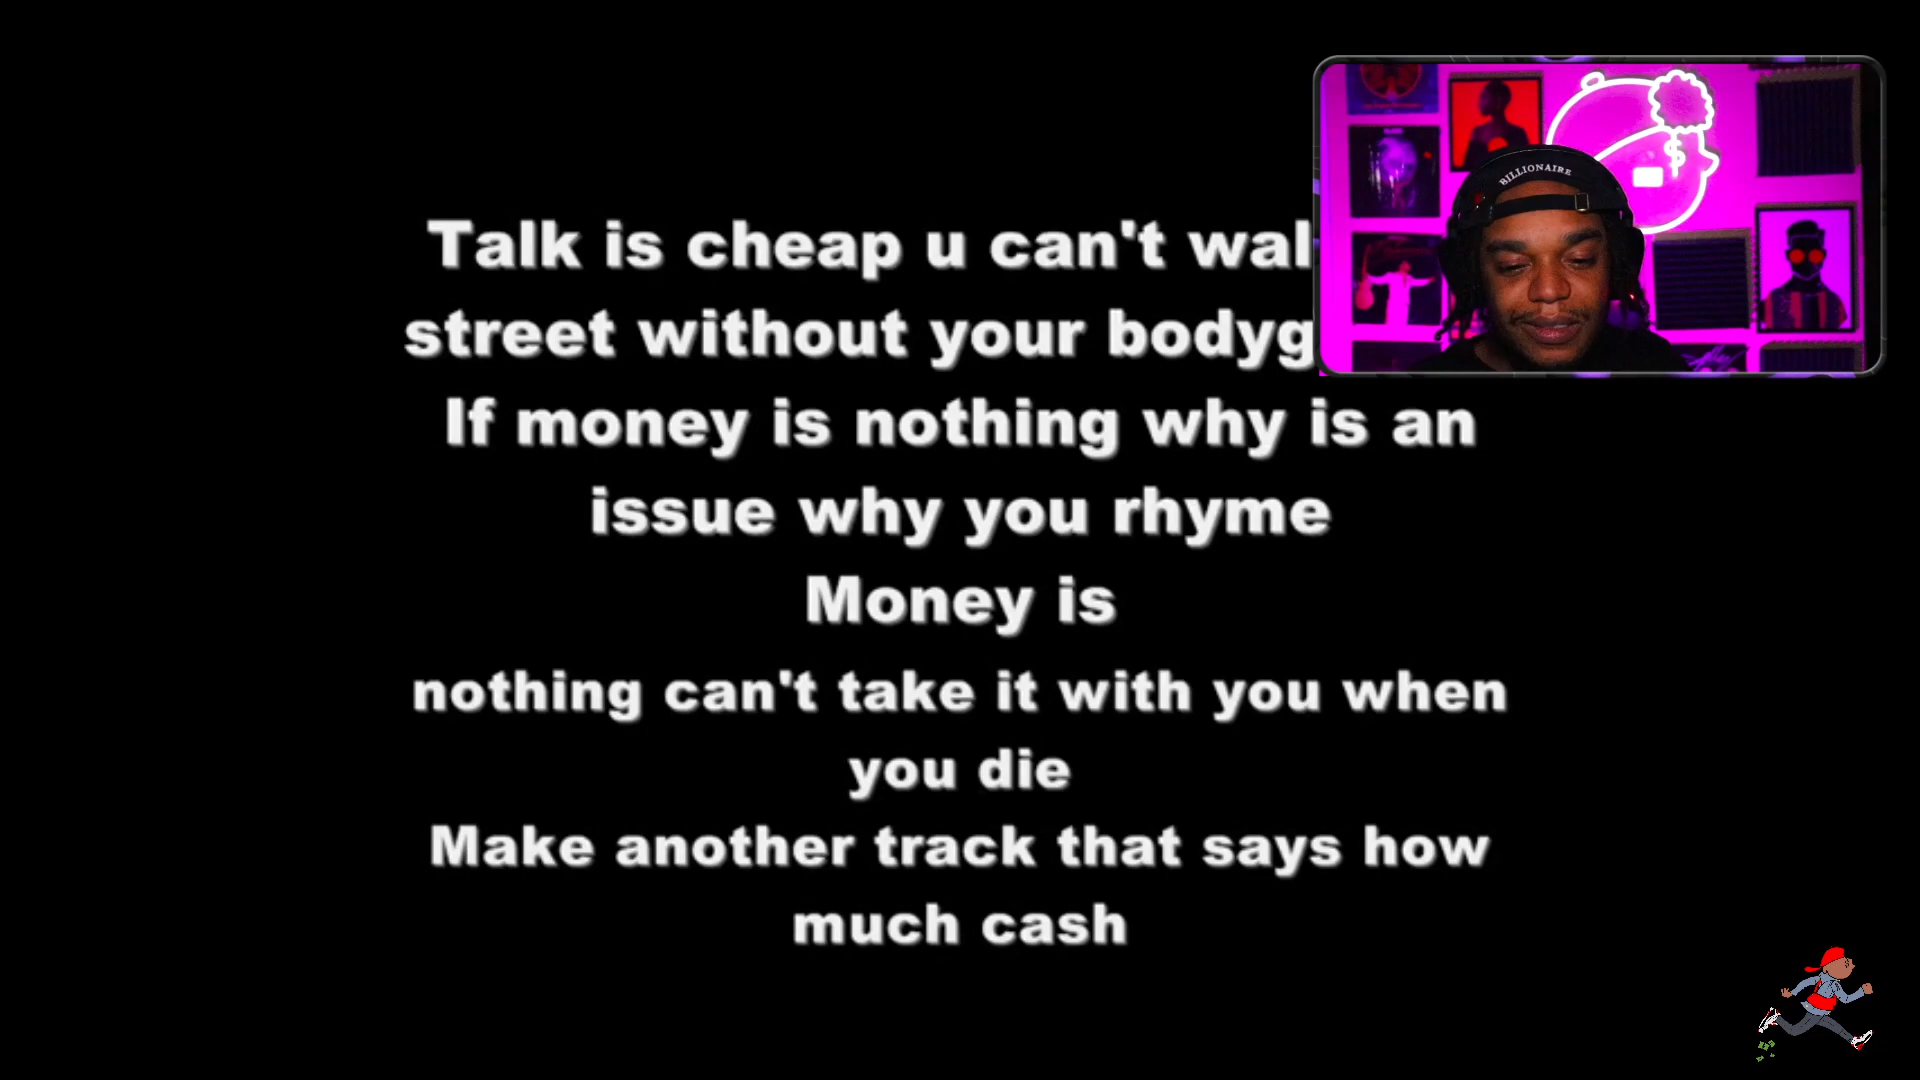 Talk is cheap u can't
street without your
If money is nothing why is an
issue why you rhyme
Money is
nothing can't take it with you when
you die
Make another track that says how
much cash
BILLIONAIRE